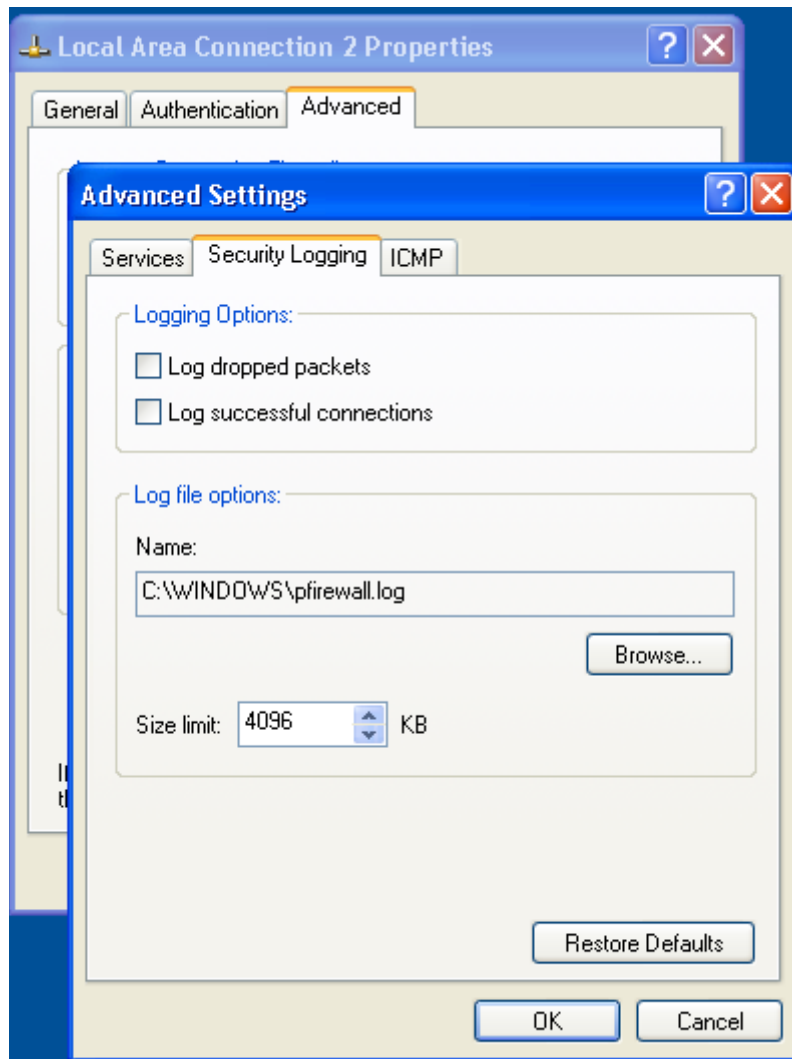 Local Area Connection 2 Properties
General Authentication Advanced
Advanced Settings
Services Security Logging ICMP
Logging Options:
Log dropped packets
Log successful connections
Log file options:
Name:
C:\WINDOWS\pfirewall.log
Browse...
Size limit: 4096 KB
Restore Defaults
OK Cancel